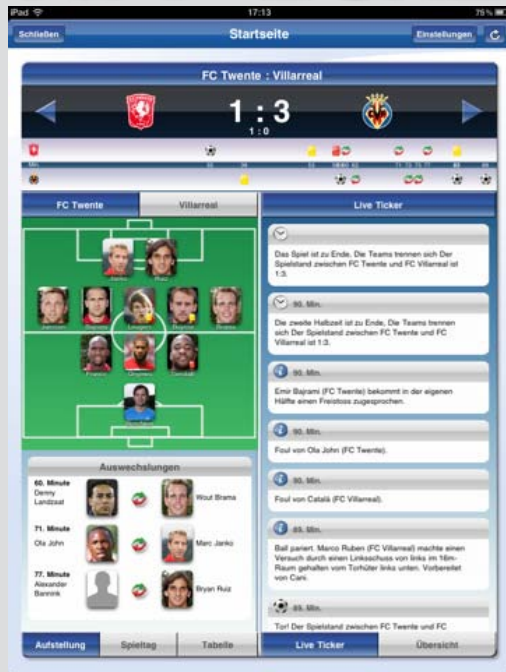 iPad
17:13
75%
Schließen
Startseite
Einstellungen
FC Twente : Villarreal
1 : 3
1 : 0
Min.
FC Twente
Villarreal
Live Ticker
Das Spiel ist zu Ende. Die Teams trennen sich Der
Spielstand zwischen FC Twente und FC Villarreal ist
1:3.
90. Min.
Die zweite Halbzeit ist zu Ende, Die Teams trennen
sich Der Spielstand zwischen FC Twente und FC
Villarreal ist 1:3.
90. Min.
Emir Bajrami (FC Twente) bekommt in der eigenen
Hälfte einen Freistoss zugesprochen.
90. Min.
Foul von Ola John (FC Twente).
90. Min.
Foul von Catalá (FC Villarreal).
89. Min.
Ball pariert. Marco Ruben (FC Villarreal) machte einen
Versuch durch einen Linksschuss von links im 16m-
Raum gehalten vom Torhüter links unten. Vorbereitet
von Cani.
89. Min.
Tor! Der Spielstand zwischen FC Twente und FC
Janko
Ruiz
Auswechslungen
60. Minute
Denny
Landzaat
Wout Brama
71. Minute
Ola John
Marc Janko
77. Minute
Alexander
Bannink
Bryan Ruiz
Aufstellung
Spieltag
Tabelle
Live Ticker
Übersicht